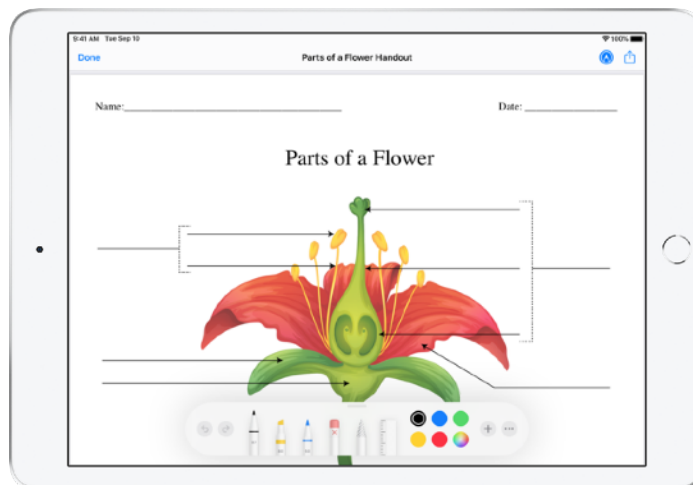 9:41 AM Tue Sep 10 100%
Done Parts of a Flower Handout
Name: Date:
Parts of a Flower